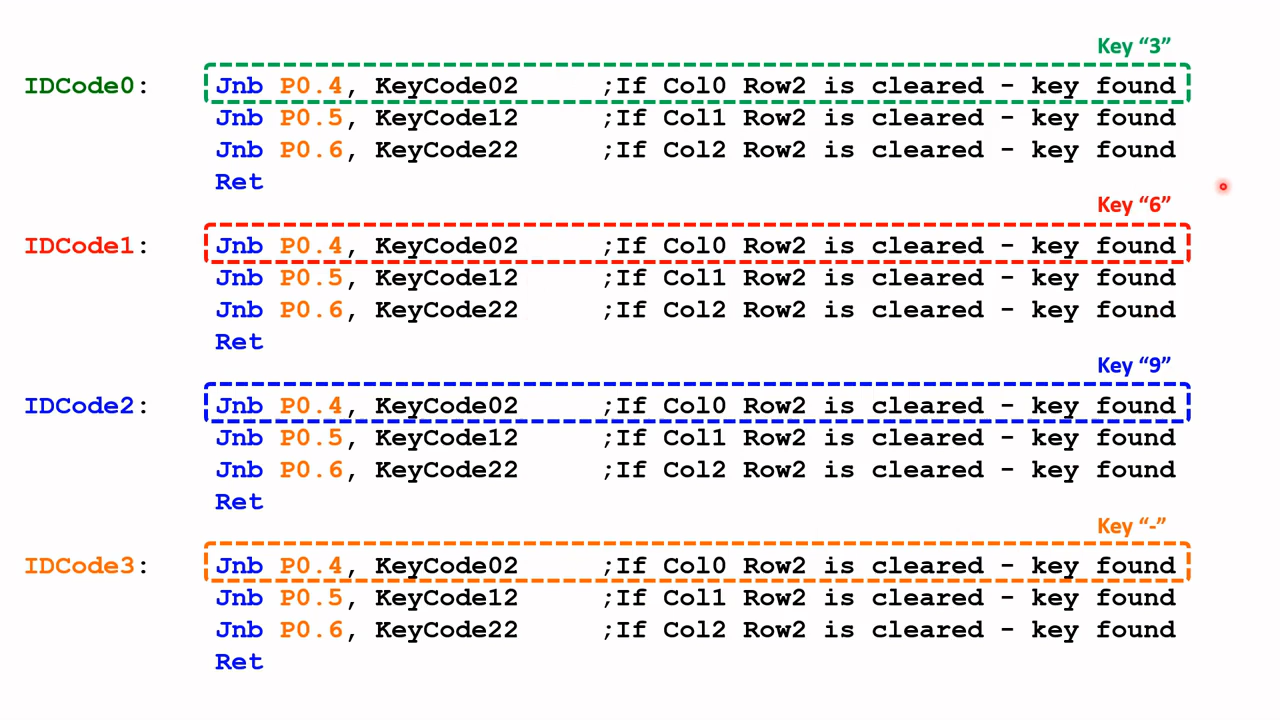 Key “3”
IDCode0: Jnb P0.4, KeyCode02 ;If Col0 Row2 is cleared - key found
Jnb P0.5, KeyCode12 ;If Col1 Row2 is cleared - key found
Jnb P0.6, KeyCode22 ;If Col2 Row2 is cleared - key found
Ret
Key “6”
IDCode1: Jnb P0.4, KeyCode02 ;If Col0 Row2 is cleared - key found
Jnb P0.5, KeyCode12 ;If Col1 Row2 is cleared - key found
Jnb P0.6, KeyCode22 ;If Col2 Row2 is cleared - key found
Ret
Key “9”
IDCode2: Jnb P0.4, KeyCode02 ;If Col0 Row2 is cleared - key found
Jnb P0.5, KeyCode12 ;If Col1 Row2 is cleared - key found
Jnb P0.6, KeyCode22 ;If Col2 Row2 is cleared - key found
Ret
Key “-”
IDCode3: Jnb P0.4, KeyCode02 ;If Col0 Row2 is cleared - key found
Jnb P0.5, KeyCode12 ;If Col1 Row2 is cleared - key found
Jnb P0.6, KeyCode22 ;If Col2 Row2 is cleared - key found
Ret